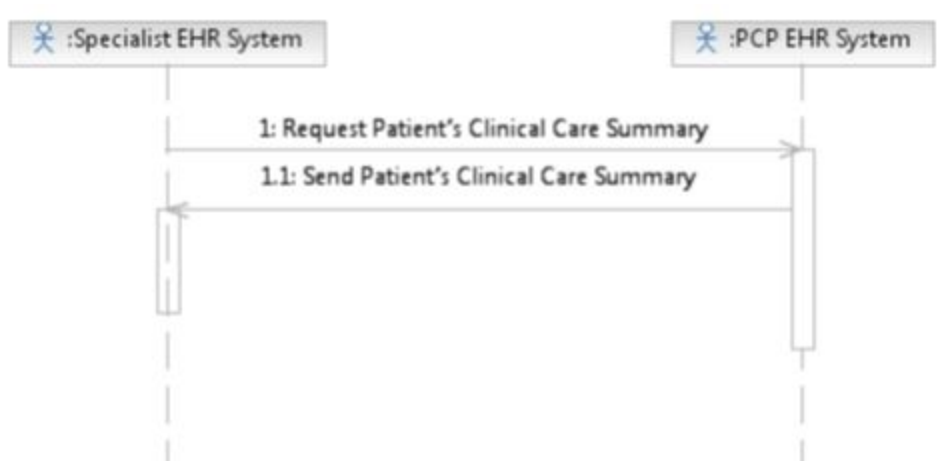 :Specialist EHR System
:PCP EHR System
1: Request Patient's Clinical Care Summary
1.1: Send Patient's Clinical Care Summary